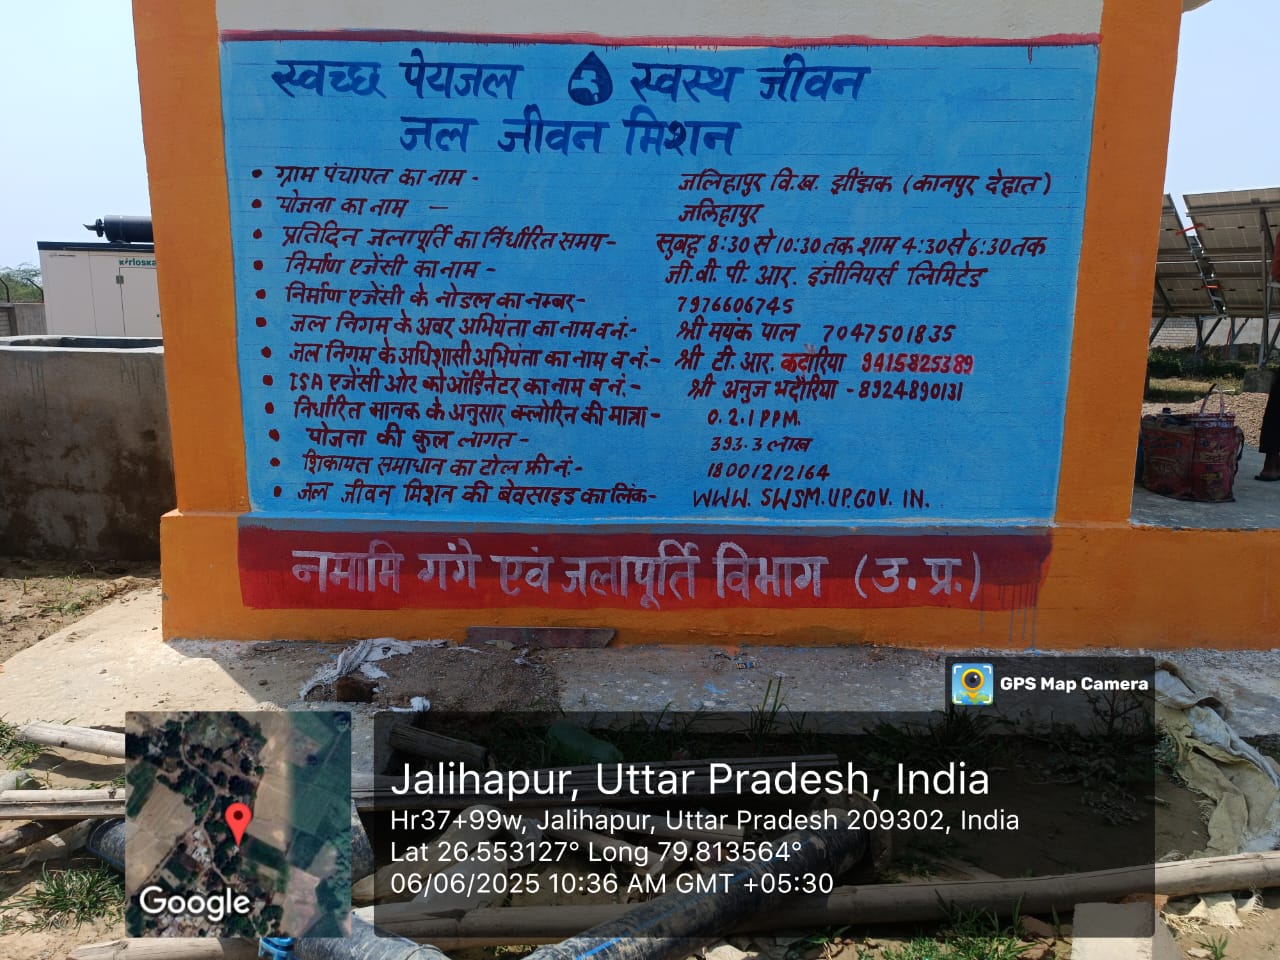 स्वच्छ पेयजल स्वस्थ जीवन
जल जीवन मिशन
• ग्राम पंचायत का नाम - जलिहापुर वि.ख. झींझक (कानपुर देहात)
• योजना का नाम — जलिहापुर
• प्रतिदिन जलापूर्ति का निर्धारित समय- सुबह 8:30 से 10:30 तक शाम 4:30 से 6:30 तक
• निर्माण एजेंसी का नाम - जी.वी. पी. आर. इंजीनियर्स लिमिटेड
• निर्माण एजेंसी के नोडल का नम्बर- 7976606745
• जल निगम के अवर अभियंता का नाम व नं.- श्री मयंक पाल 7047501835
• जल निगम के अधिशासी अभियंता का नाम व नं.- श्री टी. आर. कटौरिया 9415825389
• ISA एजेंसी ओर कोऑर्डिनेटर का नाम व नं.- श्री अनुज भदौरिया - 8924890131
• निर्धारित मानक के अनुसार क्लोरिन की मात्रा- 0.2.1 PPM.
• योजना की कुल लागत- 393.3 लाख
• शिकायत समाधान का टोल फ्री नं.- 18001212164
• जल जीवन मिशन की बेवसाइड का लिंक- WWW. SWSM.UP.GOV. IN.
नमामि गंगे एवं जलापूर्ति विभाग (उ. प्र.)
GPS Map Camera
Jalihapur, Uttar Pradesh, India
Hr37+99w, Jalihapur, Uttar Pradesh 209302, India
Lat 26.553127° Long 79.813564°
06/06/2025 10:36 AM GMT +05:30
Google